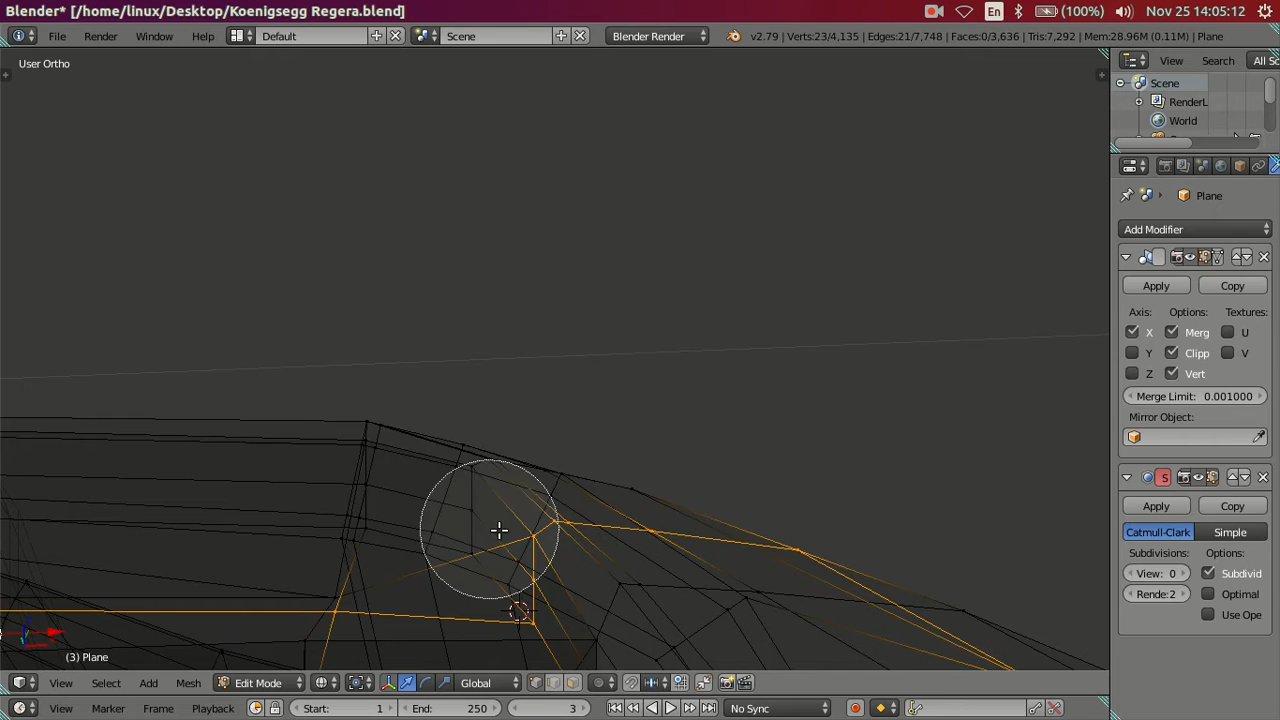 Blender* [/home/linux/Desktop/Koenigsegg Regera.blend]
En (100%) Nov 25 14:05:12
File Render Window Help Default Scene Blender Render v2.79 | Verts:23/4,135 | Edges:21/7,748 | Faces:0/3,636 | Tris:7,292 | Mem:28.96M (0.11M) | Plane
User Ortho
View Search All Sc
Scene
RenderL
World
Plane
Add Modifier
Apply Copy
Axis: Options: Textures:
X Merg U
Y Clipp V
Z Vert
Merge Limit: 0.001000
Mirror Object:
S
Apply Copy
Catmull-Clark Simple
Subdivisions: Options:
View: 0 Subdivid
Rende: 2 Optimal
Use Ope
(3) Plane
View Select Add Mesh Edit Mode Global
View Marker Frame Playback Start: 1 End: 250 3 No Sync